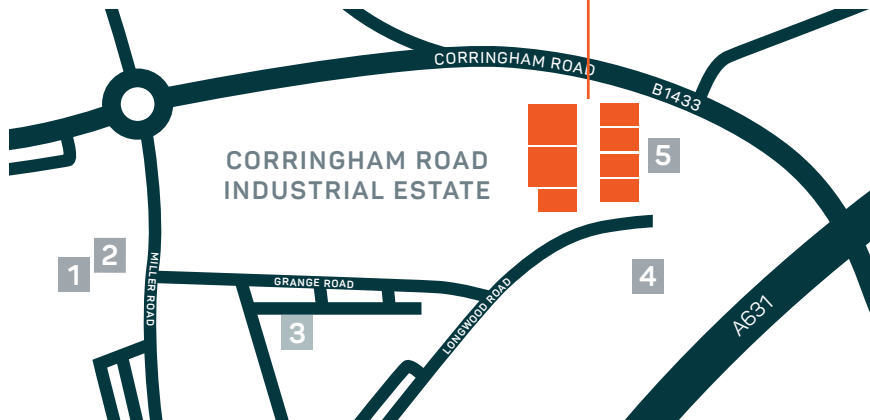 CORRINGHAM ROAD
B1433
CORRINGHAM ROAD
INDUSTRIAL ESTATE
5
2
1
MILLER ROAD
GRANGE ROAD
4
LONGWOOD ROAD
A631
3